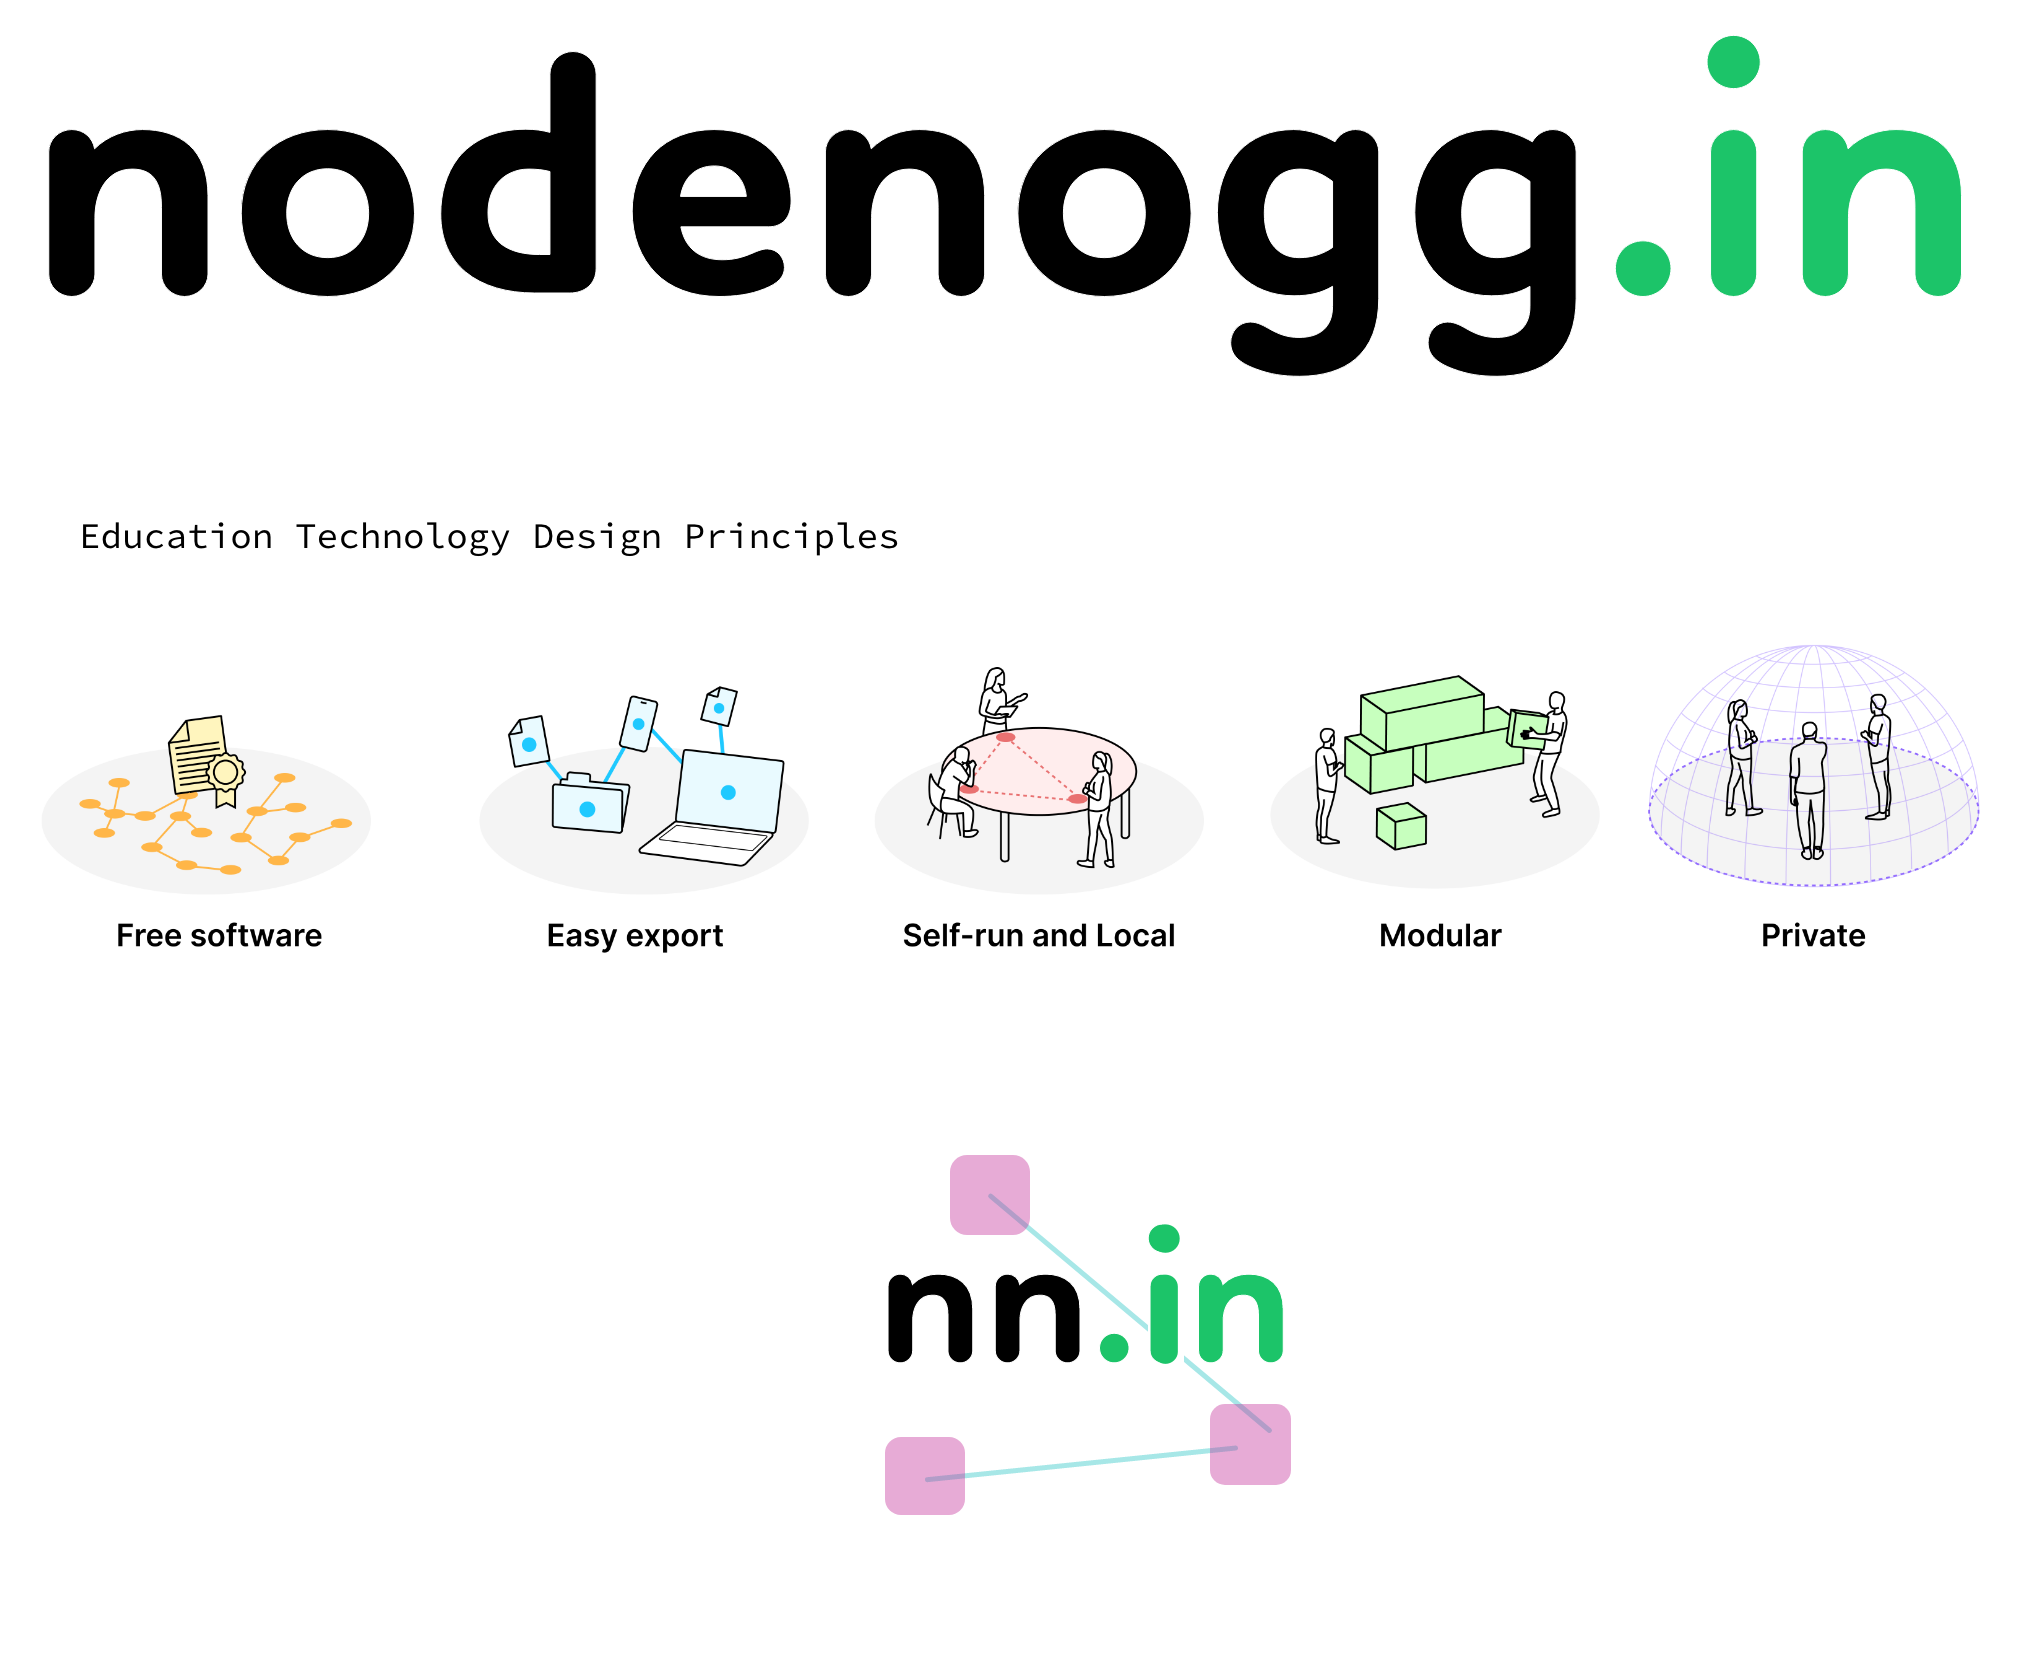 nodenogg.in
Education Technology Design Principles
Free software
Easy export
Self-run and Local
Modular
Private
nn.in